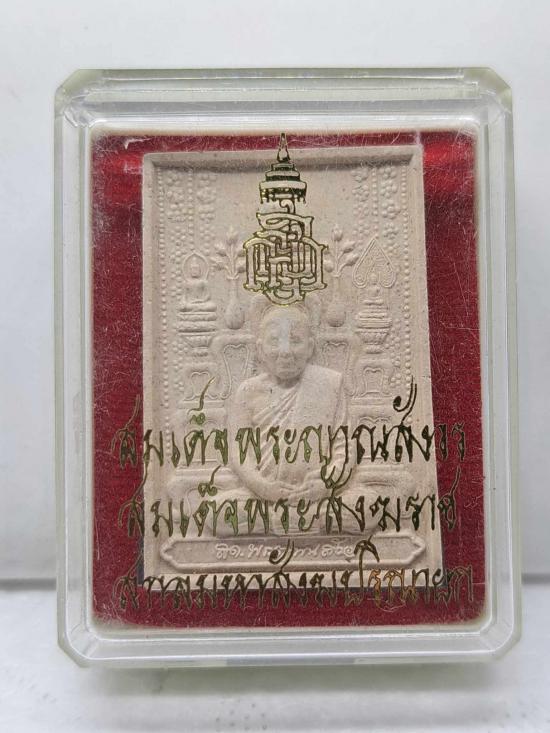 สมเด็จพระญาณสังวร
สมเด็จพระสังฆราช
สกลมหาสังฆปริณายก